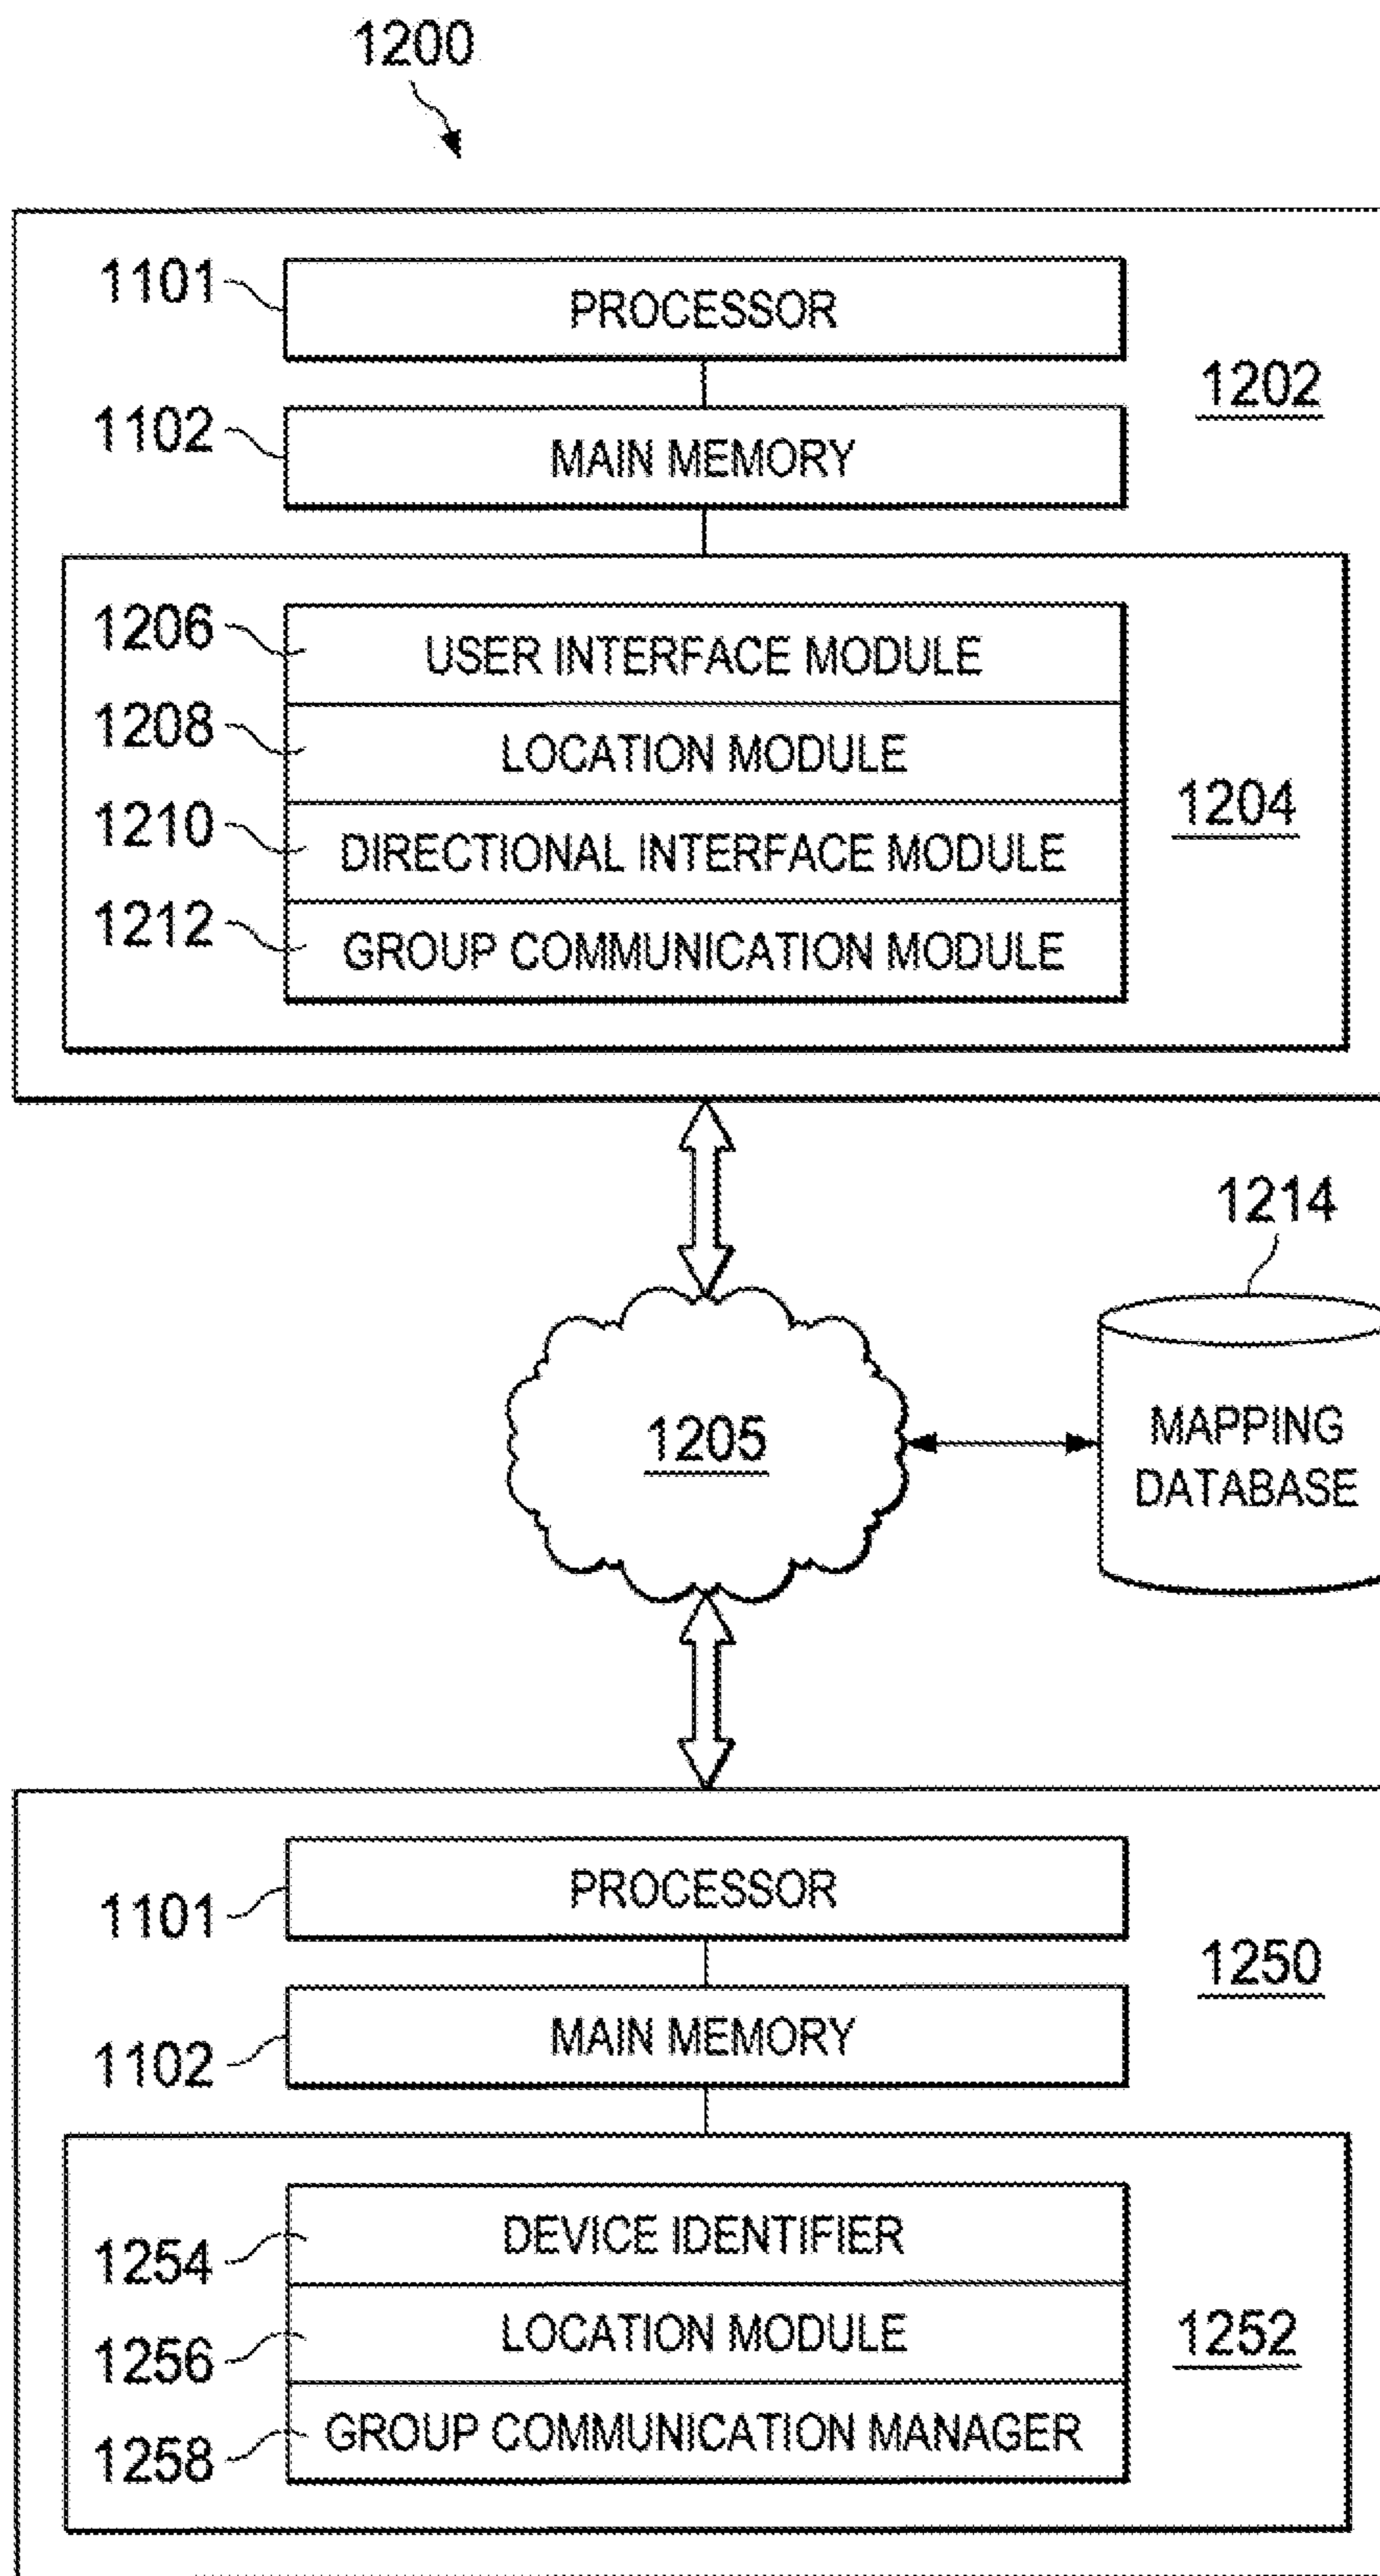 1200
1101
PROCESSOR
1202
1102
MAIN MEMORY
1206
USER INTERFACE MODULE
1208
LOCATION MODULE
1204
1210
DIRECTIONAL INTERFACE MODULE
1212
GROUP COMMUNICATION MODULE
1214
1205
MAPPING
DATABASE
1101
PROCESSOR
1250
1102
MAIN MEMORY
1254
DEVICE IDENTIFIER
1256
LOCATION MODULE
1252
1258
GROUP COMMUNICATION MANAGER